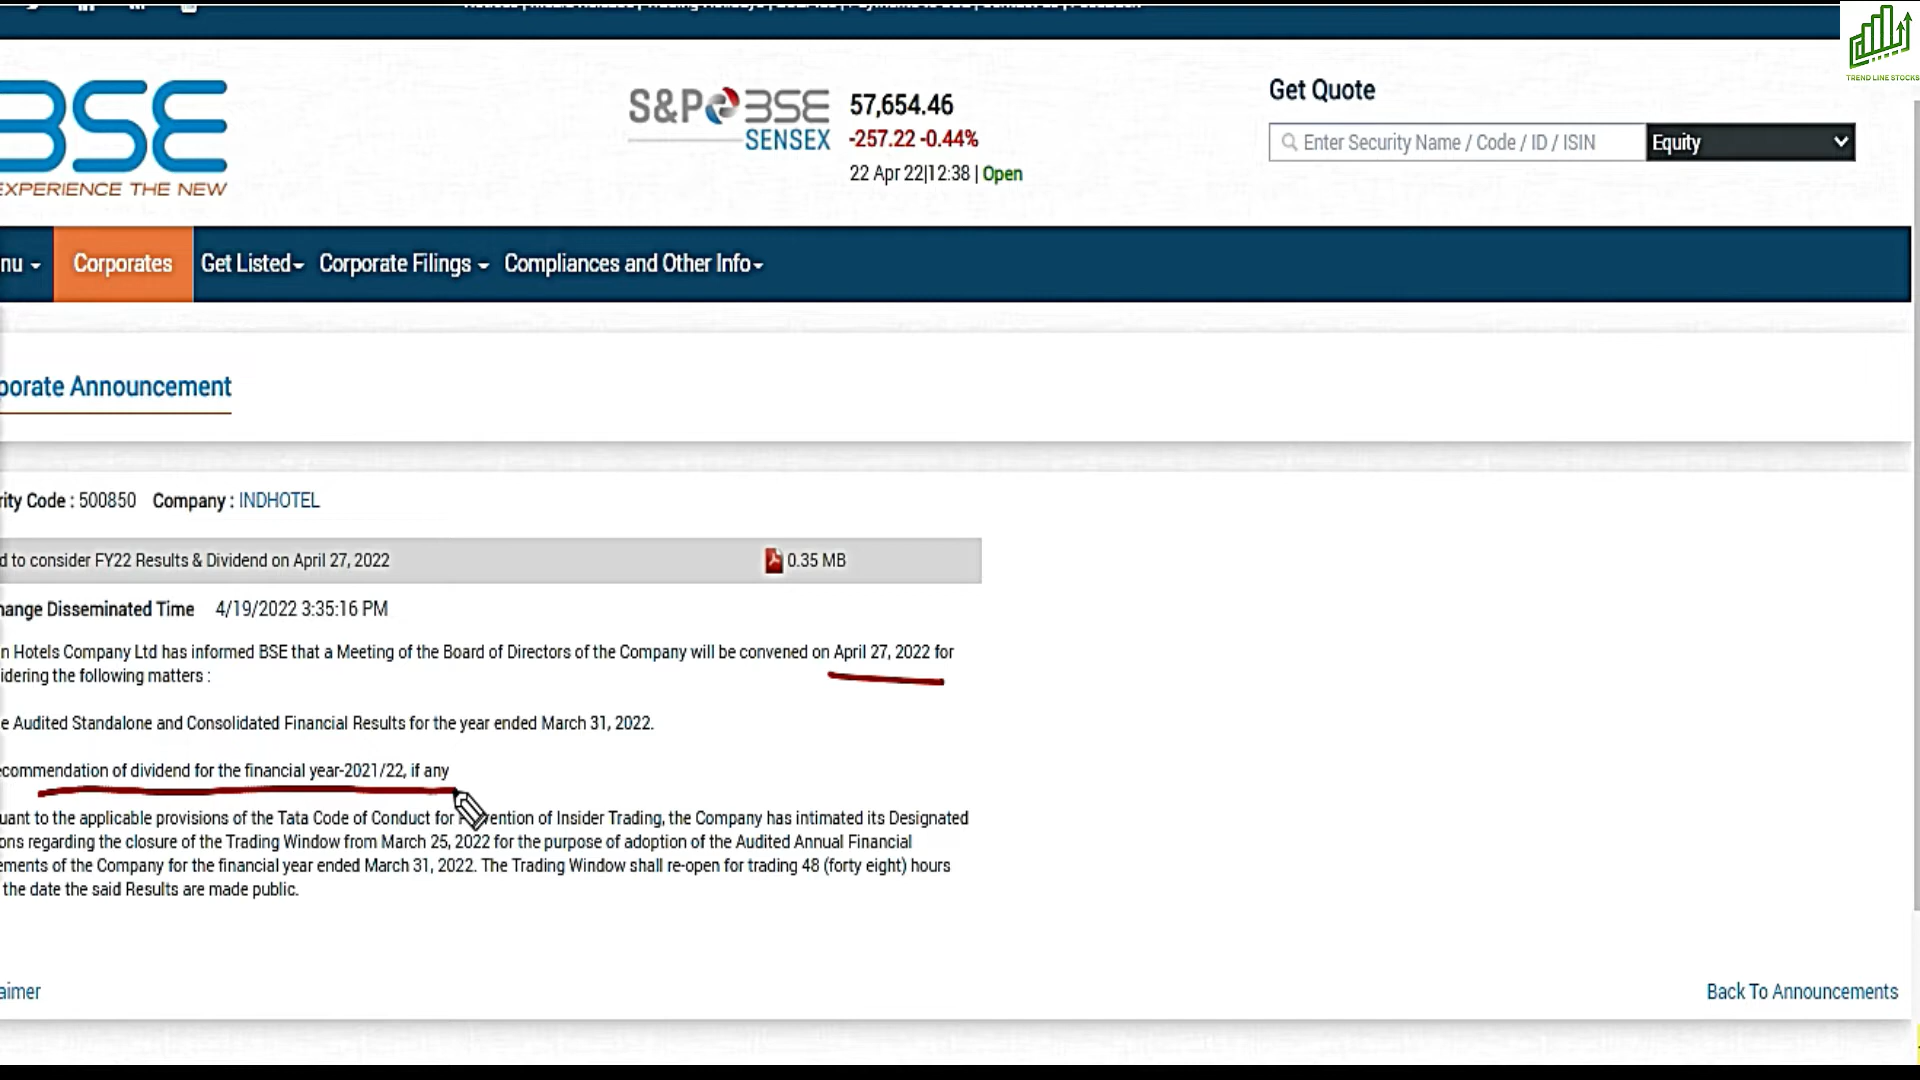 TREND LINE STOCKS
BSE
EXPERIENCE THE NEW
S&P BSE
SENSEX
57,654.46
-257.22 -0.44%
22 Apr 22|12:38 | Open
Get Quote
Enter Security Name / Code / ID / ISIN
Equity
nu
Corporates
Get Listed
Corporate Filings
Compliances and Other Info
porate Announcement
rity Code : 500850 Company : INDHOTEL
d to consider FY22 Results & Dividend on April 27, 2022
0.35 MB
hange Disseminated Time 4/19/2022 3:35:16 PM
n Hotels Company Ltd has informed BSE that a Meeting of the Board of Directors of the Company will be convened on April 27, 2022 for
idering the following matters :
e Audited Standalone and Consolidated Financial Results for the year ended March 31, 2022.
ecommendation of dividend for the financial year-2021/22, if any
uant to the applicable provisions of the Tata Code of Conduct for vention of Insider Trading, the Company has intimated its Designated
ons regarding the closure of the Trading Window from March 25, 2022 for the purpose of adoption of the Audited Annual Financial
ements of the Company for the financial year ended March 31, 2022. The Trading Window shall re-open for trading 48 (forty eight) hours
the date the said Results are made public.
aimer
Back To Announcements